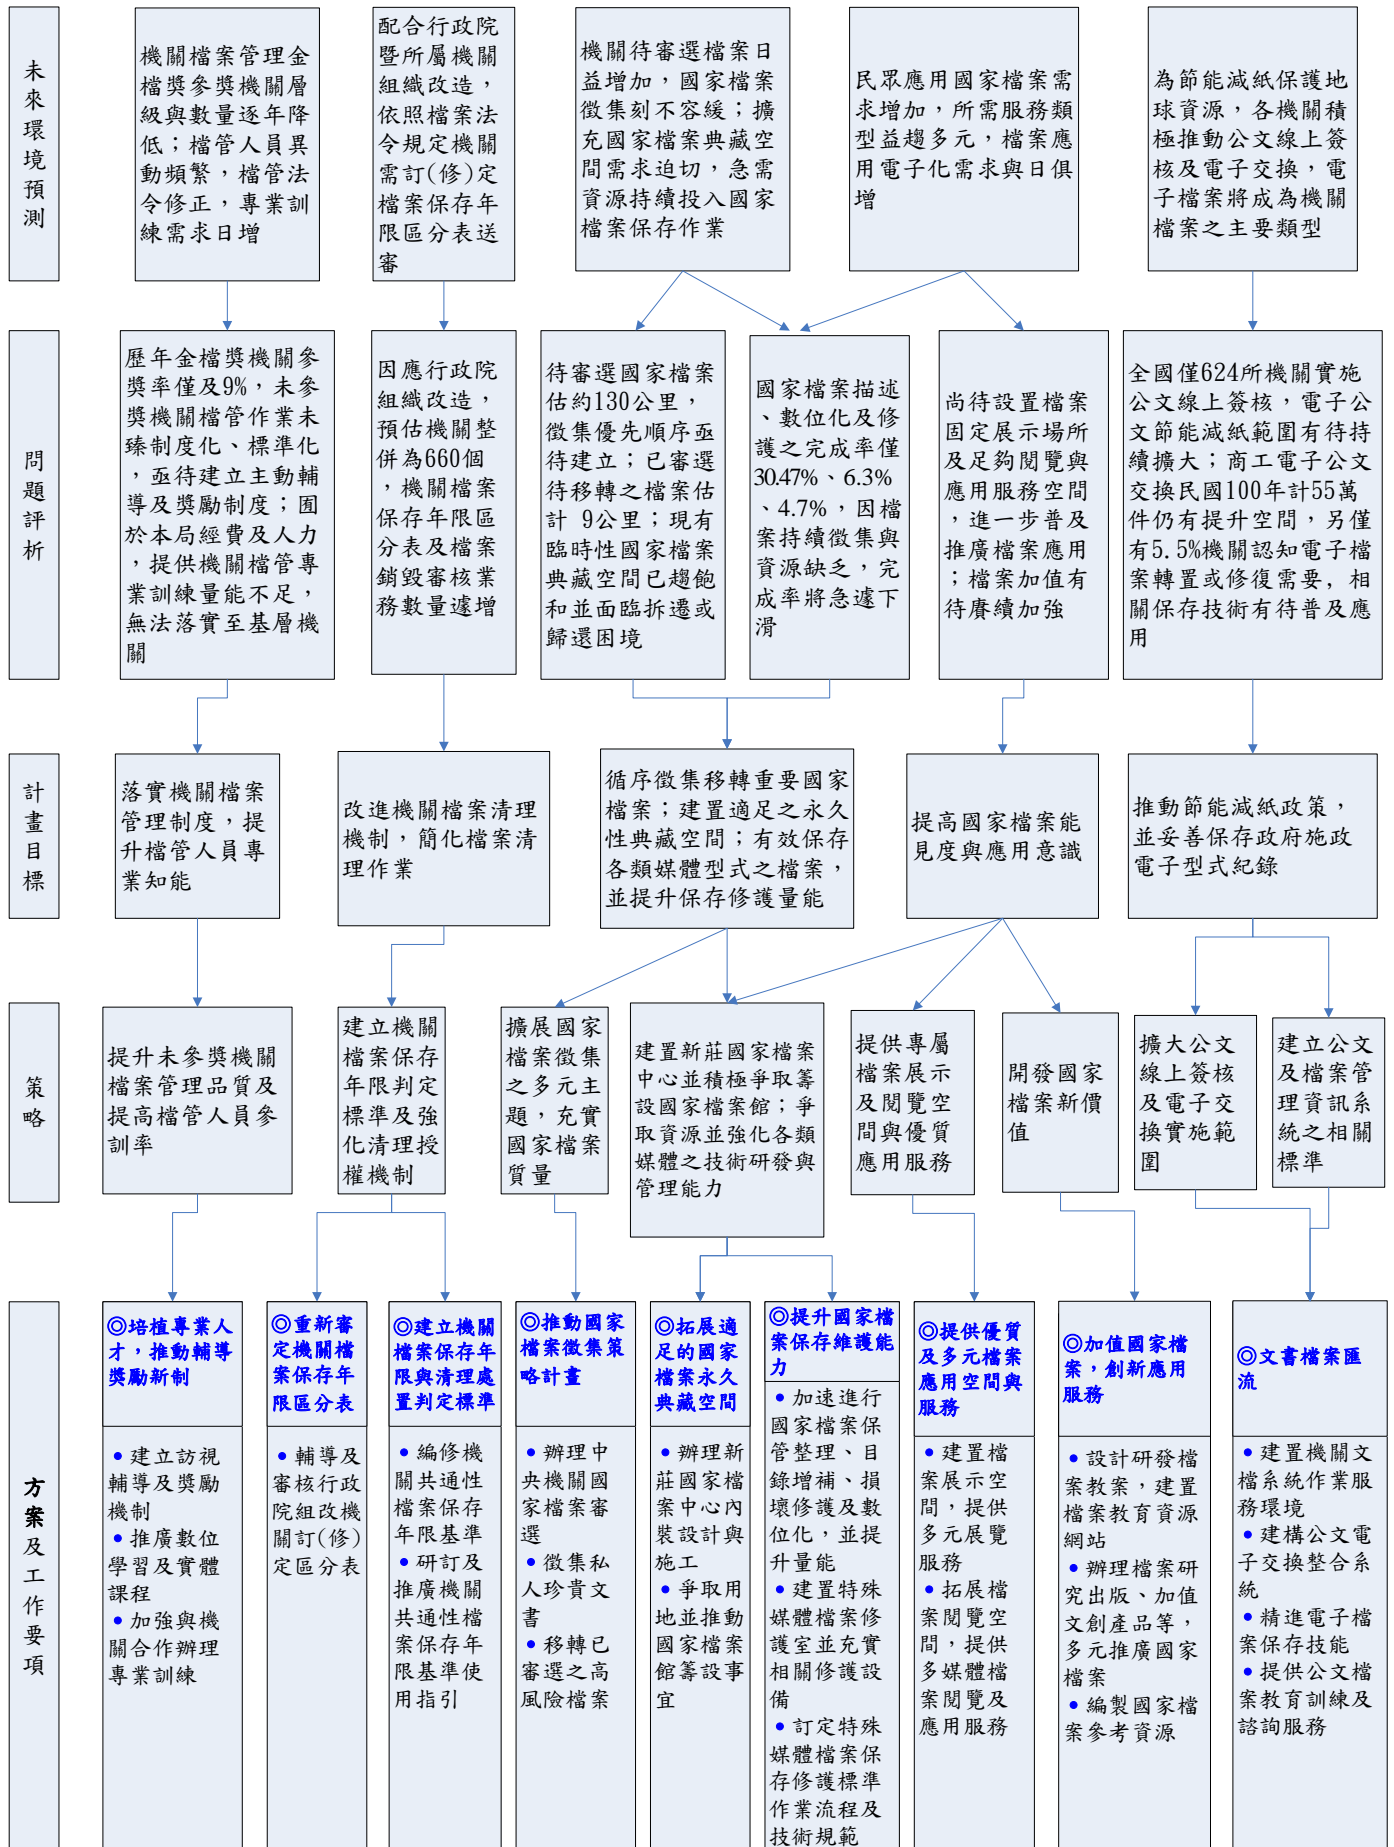 未
來
環
境
預
測
機關檔案管理金
檔獎參獎機關層
級與數量逐年降
低；檔管人員異
動頻繁，檔管法
令修正，專業訓
練需求日增
配合行政院
暨所屬機關
組織改造，
依照檔案法
令規定機關
需訂(修)定
檔案保存年
限區分表送
審
機關待審選檔案日
益增加，國家檔案
徵集刻不容緩；擴
充國家檔案典藏空
間需求迫切，急需
資源持續投入國家
檔案保存作業
民眾應用國家檔案需
求增加，所需服務類
型益趨多元，檔案應
用電子化需求與日俱
增
為節能減紙保護地
球資源，各機關積
極推動公文線上簽
核及電子交換，電
子檔案將成為機關
檔案之主要類型
問
題
評
析
歷年金檔獎機關參
獎率僅及9%，未參
獎機關檔管作業未
臻制度化、標準化
，亟待建立主動輔
導及獎勵制度；囿
於本局經費及人力
，提供機關檔管專
業訓練量能不足，
無法落實至基層機
關
因應行政院
組織改造，
預估機關整
併為660個
，機關檔案
保存年限區
分表及檔案
銷毀審核業
務數量遽增
待審選國家檔案
估約130公里，
徵集優先順序亟
待建立；已審選
待移轉之檔案估
計 9公里；現有
臨時性國家檔案
典藏空間已趨飽
和並面臨拆遷或
歸還困境
國家檔案描述
、數位化及修
護之完成率僅
30.47%、6.3%
、4.7%，因檔
案持續徵集與
資源缺乏，完
成率將急遽下
滑
尚待設置檔案
固定展示場所
及足夠閱覽與
應用服務空間
，進一步普及
推廣檔案應用
；檔案加值有
待賡續加強
全國僅624所機關實施
公文線上簽核，電子公
文節能減紙範圍有待持
續擴大；商工電子公文
交換民國100年計55萬
件仍有提升空間，另僅
有5.5%機關認知電子檔
案轉置或修復需要，相
關保存技術有待普及應
用
計
畫
目
標
落實機關檔案
管理制度，提
升檔管人員專
業知能
改進機關檔案清理
機制，簡化檔案清
理作業
循序徵集移轉重要國家
檔案；建置適足之永久
性典藏空間；有效保存
各類媒體型式之檔案，
並提升保存修護量能
提高國家檔案能
見度與應用意識
推動節能減紙政策，
並妥善保存政府施政
電子型式紀錄
策
略
提升未參獎機關
檔案管理品質及
提高檔管人員參
訓率
建立機關
檔案保存
年限判定
標準及強
化清理授
權機制
擴展國家
檔案徵集
之多元主
題，充實
國家檔案
質量
建置新莊國家檔案
中心並積極爭取籌
設國家檔案館；爭
取資源並強化各類
媒體之技術研發與
管理能力
提供專屬
檔案展示
及閱覽空
間與優質
應用服務
開發國家
檔案新價
值
擴大公文
線上簽核
及電子交
換實施範
圍
建立公文
及檔案管
理資訊系
統之相關
標準
方
案
及
工
作
要
項
◎培植專業人
才，推動輔導
獎勵新制
• 建立訪視
輔導及獎勵
機制
• 推廣數位
學習及實體
課程
• 加強與機
關合作辦理
專業訓練
◎重新審
定機關檔
案保存年
限區分表
• 輔導及
審核行政
院組改機
關訂(修)
定區分表
◎建立機關
檔案保存年
限與清理處
置判定標準
• 編修機
關共通性
檔案保存
年限基準
• 研訂及
推廣機關
共通性檔
案保存年
限基準使
用指引
◎推動國家
檔案徵集策
略計畫
• 辦理中
央機關國
家檔案審
選
• 徵集私
人珍貴文
書
• 移轉已
審選之高
風險檔案
◎拓展適
足的國家
檔案永久
典藏空間
• 辦理新
莊國家檔
案中心內
裝設計與
施工
• 爭取用
地並推動
國家檔案
館籌設事
宜
◎提升國家檔
案保存維護能
力
• 加速進行
國家檔案保
管整理、目
錄增補、損
壞修護及數
位化，並提
升量能
• 建置特殊
媒體檔案修
護室並充實
相關修護設
備
• 訂定特殊
媒體檔案保
存修護標準
作業流程及
技術規範
◎提供優質
及多元檔案
應用空間與
服務
• 建置檔
案展示空
間，提供
多元展覽
服務
• 拓展檔
案閱覽空
間，提供
多媒體檔
案閱覽及
應用服務
◎加值國家檔
案，創新應用
服務
• 設計研發檔
案教案，建置
檔案教育資源
網站
• 辦理檔案研
究出版、加值
文創產品等，
多元推廣國家
檔案
• 編製國家檔
案參考資源
◎文書檔案匯
流
• 建置機關文
檔系統作業服
務環境
• 建構公文電
子交換整合系
統
• 精進電子檔
案保存技能
• 提供公文檔
案教育訓練及
諮詢服務